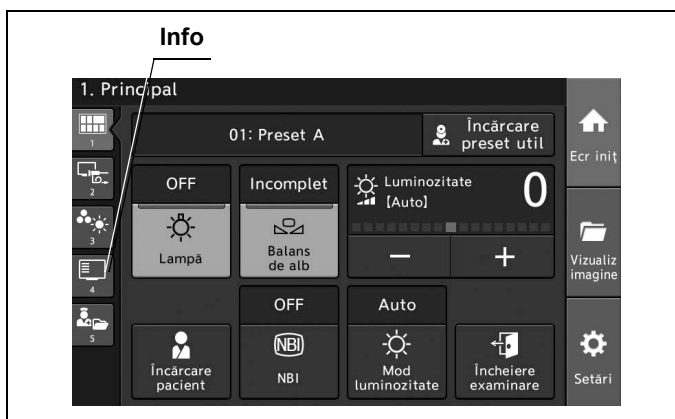 Info
1. Principal
1
01: Preset A
Încărcare
preset util
Ecr iniț
2
OFF
Incomplet
Luminozitate
[Auto]
0
3
Lampă
Balans
de alb
−
+
Vizualiz
imagine
4
OFF
Auto
5
NBI
Încărcare
pacient
NBI
Mod
luminozitate
Încheiere
examinare
Setări